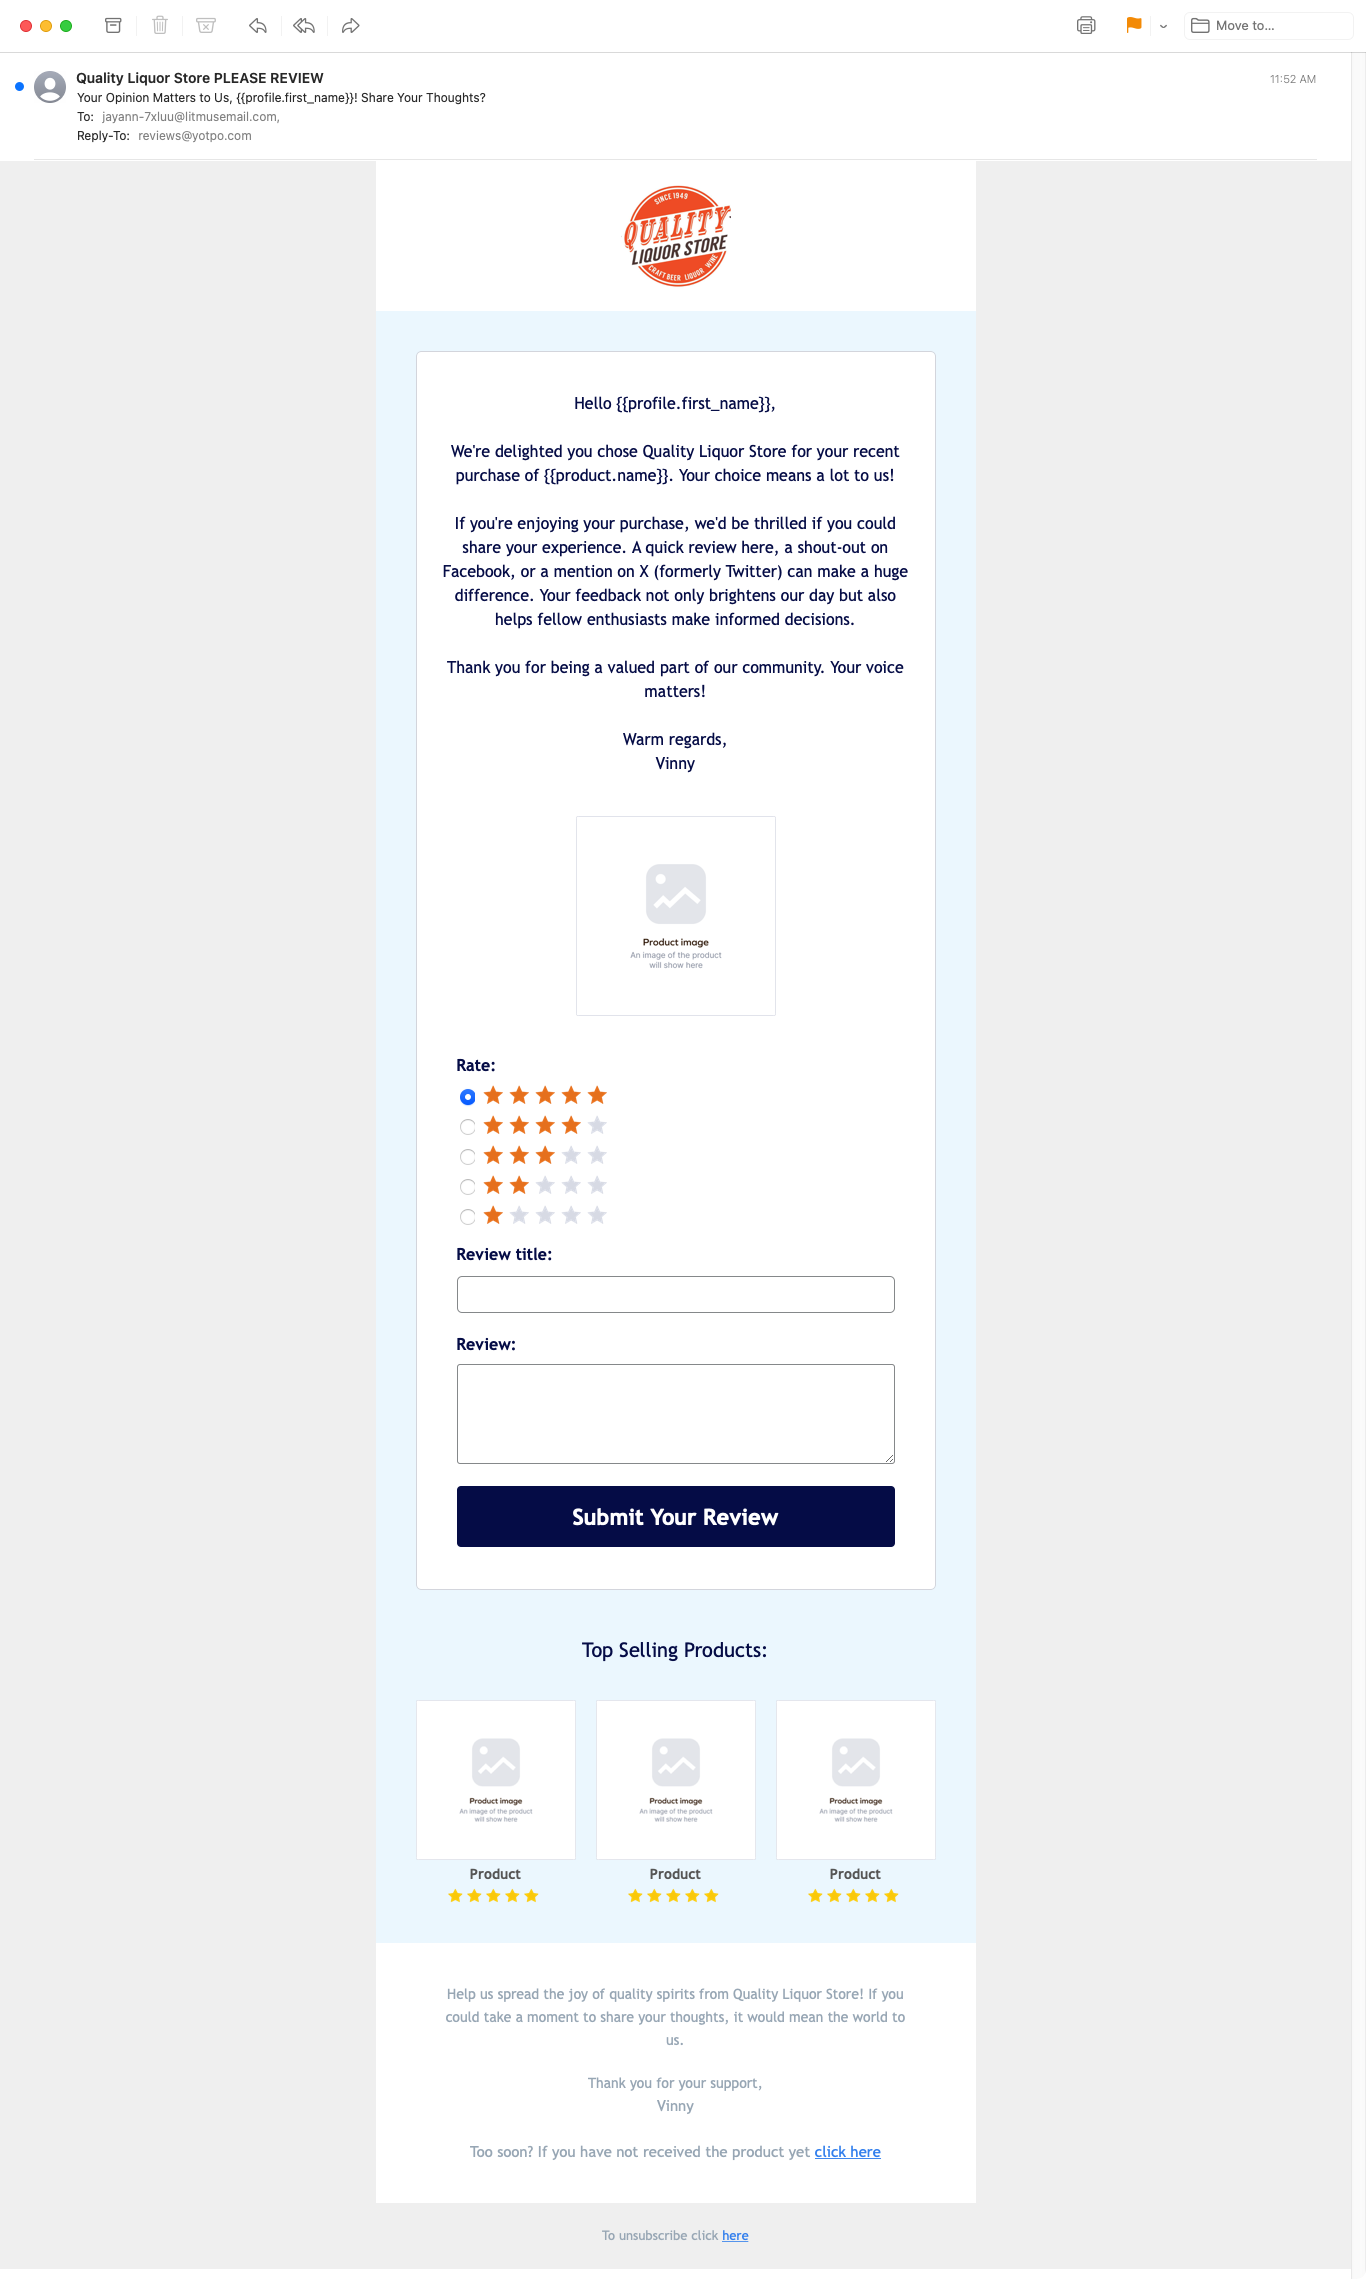 Move to...
Quality Liquor Store PLEASE REVIEW
11:52 AM
Your Opinion Matters to Us, {{profile.first_name}}! Share Your Thoughts?
To: jayann-7xluu@litmusemail.com,
Reply-To: reviews@yotpo.com
SINCE 1949
QUALITY
LIQUOR STORE
CRAFT BEER LIQUOR WINE
Hello {{profile.first_name}},
We're delighted you chose Quality Liquor Store for your recent
purchase of {{product.name}}. Your choice means a lot to us!
If you're enjoying your purchase, we'd be thrilled if you could
share your experience. A quick review here, a shout-out on
Facebook, or a mention on X (formerly Twitter) can make a huge
difference. Your feedback not only brightens our day but also
helps fellow enthusiasts make informed decisions.
Thank you for being a valued part of our community. Your voice
matters!
Warm regards,
Vinny
Product image
An image of the product
will show here
Rate:
Review title:
Review:
Submit Your Review
Top Selling Products:
Product image
An image of the product
will show here
Product
Product image
An image of the product
will show here
Product
Product image
An image of the product
will show here
Product
Help us spread the joy of quality spirits from Quality Liquor Store! If you
could take a moment to share your thoughts, it would mean the world to
us.
Thank you for your support,
Vinny
Too soon? If you have not received the product yet click here
To unsubscribe click here